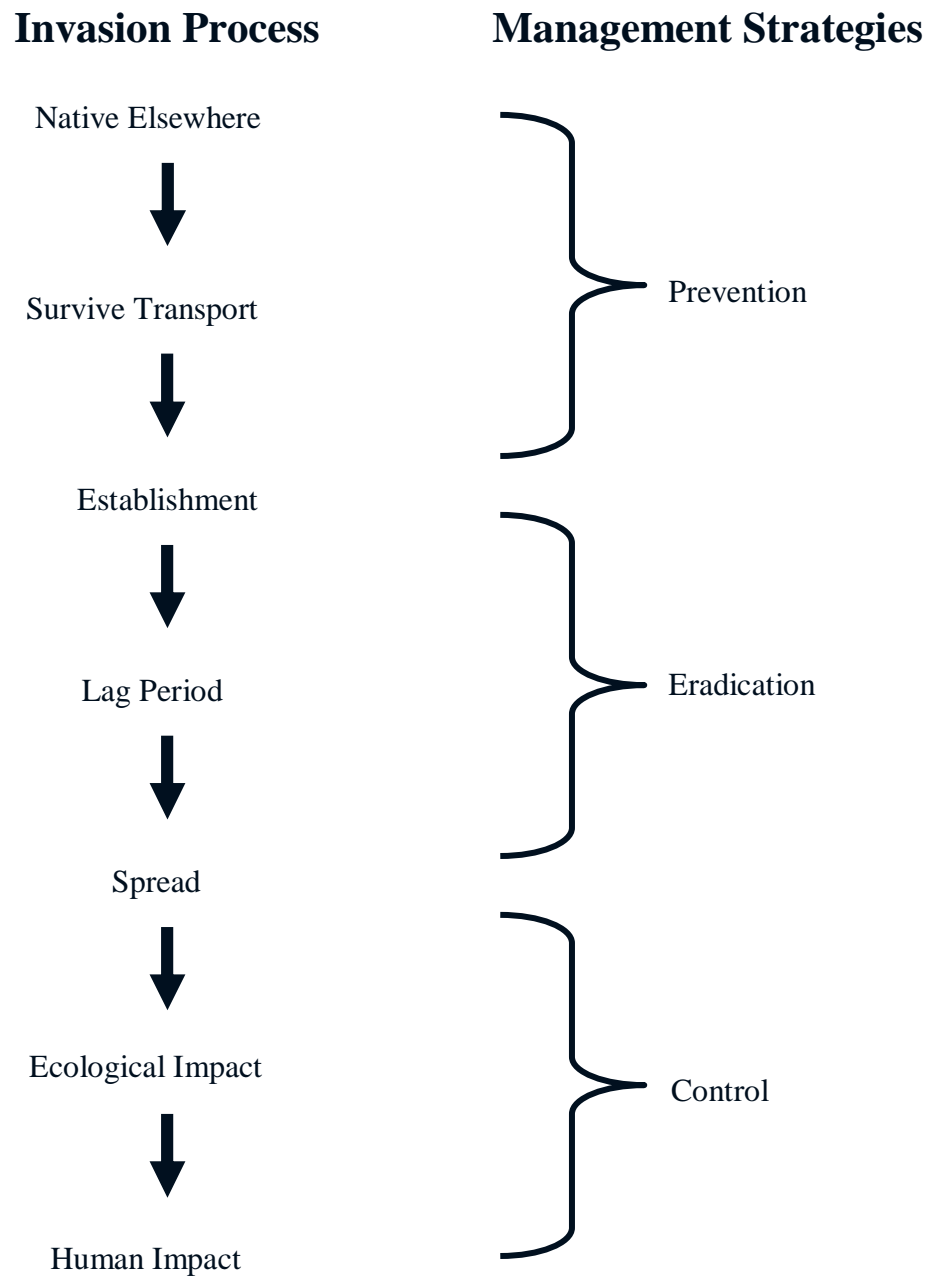 Invasion Process
Management Strategies
Native Elsewhere
Survive Transport
Prevention
Establishment
Lag Period
Eradication
Spread
Ecological Impact
Control
Human Impact